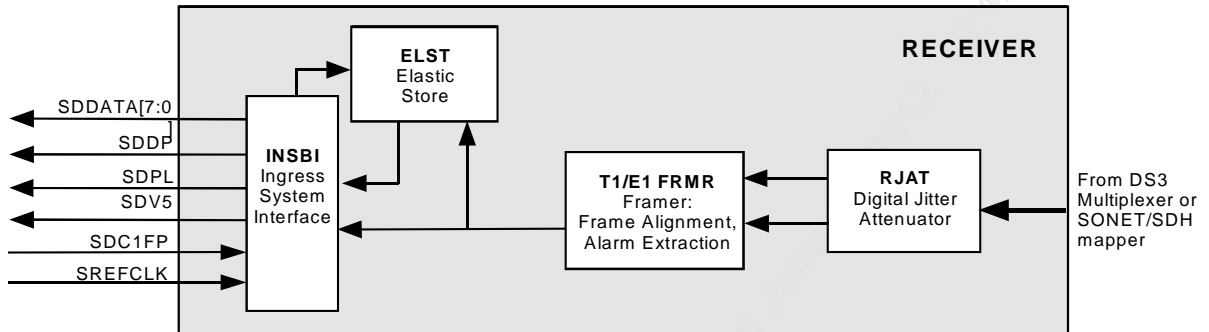 RECEIVER
ELST
Elastic
Store
SDDATA[7:0
]
SDDP
SDPL
SDV5
SDC1FP
SREFCLK
INSBI
Ingress
System
Interface
T1/E1 FRMR
Framer:
Frame Alignment,
Alarm Extraction
RJAT
Digital Jitter
Attenuator
From DS3
Multiplexer or
SONET/SDH
mapper